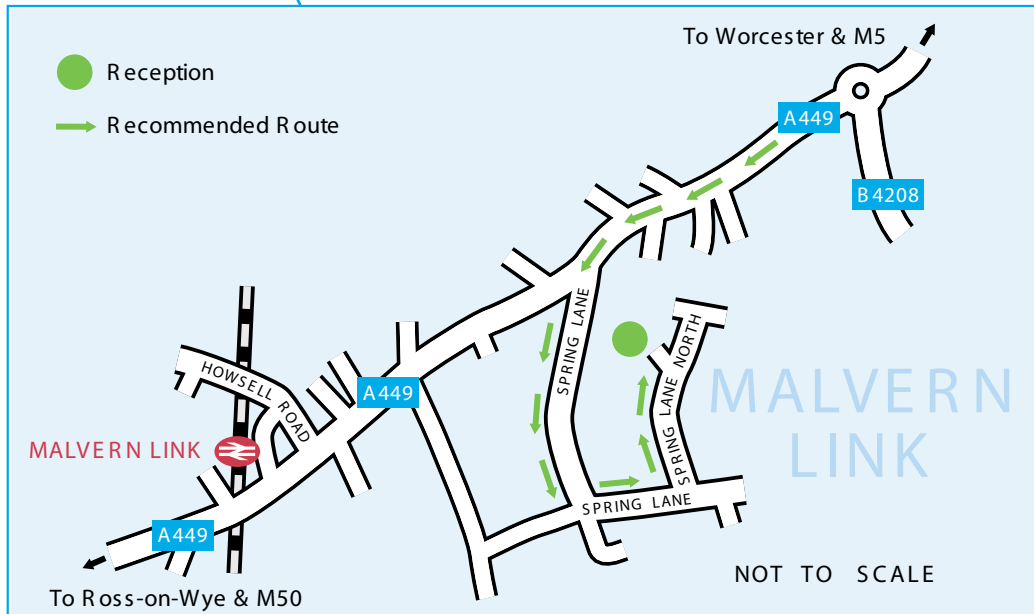 To Worcester & M5
Reception
Recommended Route
A449
B4208
SPRING LANE
SPRING LANE NORTH
HOWSELL ROAD
A449
MALVERN
LINK
MALVERN LINK
SPRING LANE
A449
NOT TO SCALE
To Ross-on-Wye & M50